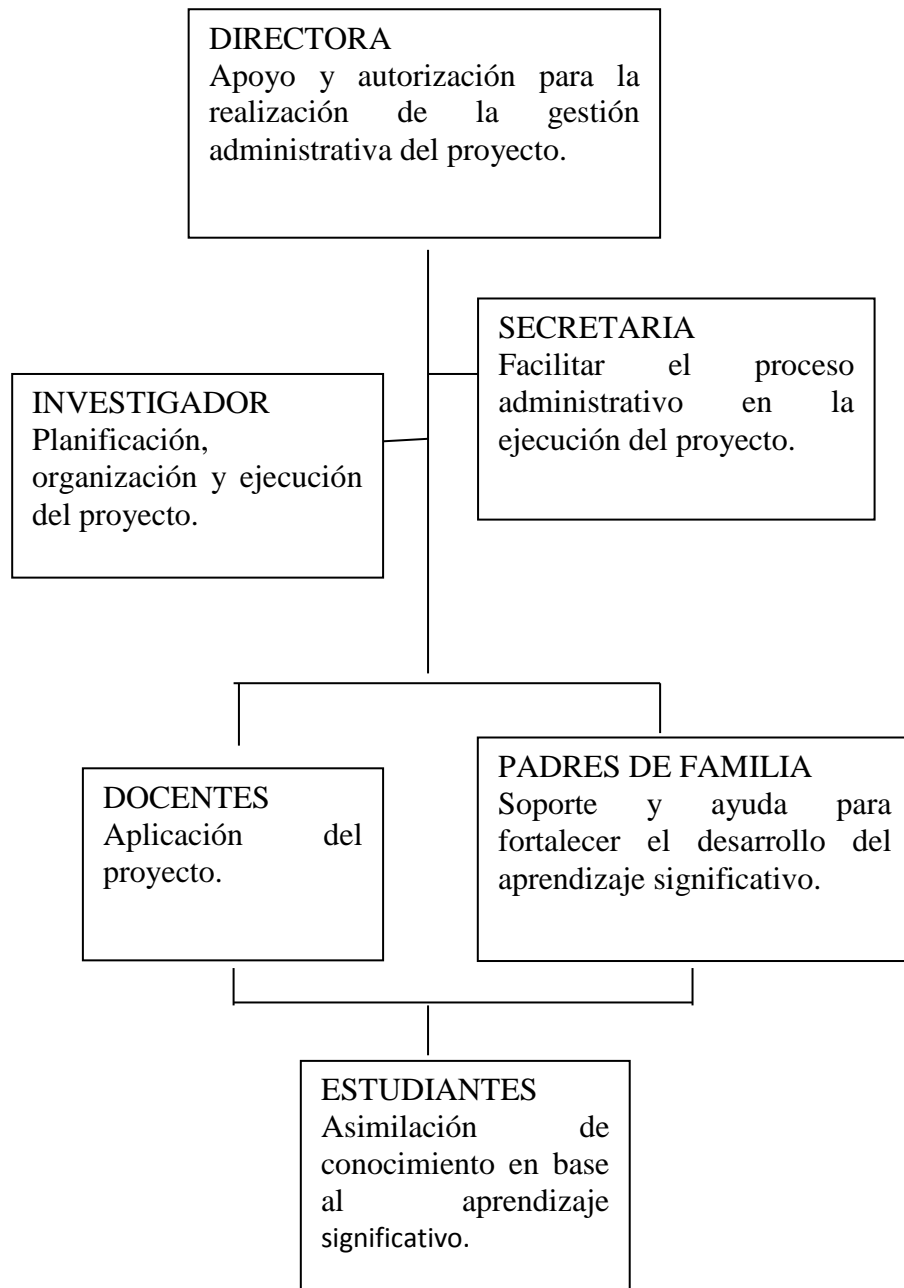 DIRECTORA
Apoyo y autorización para la
realización de la gestión
administrativa del proyecto.
SECRETARIA
Facilitar el proceso
administrativo en la
ejecución del proyecto.
INVESTIGADOR
Planificación,
organización y ejecución
del proyecto.
DOCENTES
Aplicación del
proyecto.
PADRES DE FAMILIA
Soporte y ayuda para
fortalecer el desarrollo del
aprendizaje significativo.
ESTUDIANTES
Asimilación de
conocimiento en base
al aprendizaje
significativo.